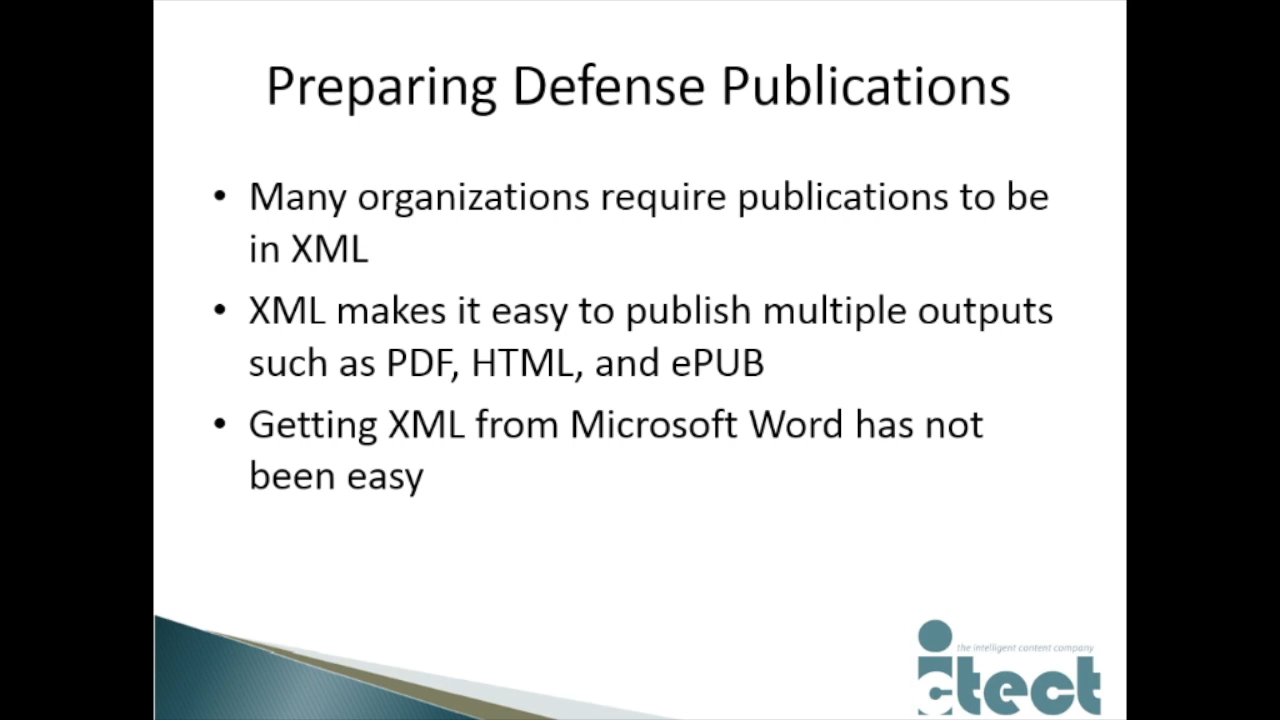 Preparing Defense Publications
• Many organizations require publications to be
in XML
• XML makes it easy to publish multiple outputs
such as PDF, HTML, and ePUB
• Getting XML from Microsoft Word has not
been easy
the intelligent content company
ictect